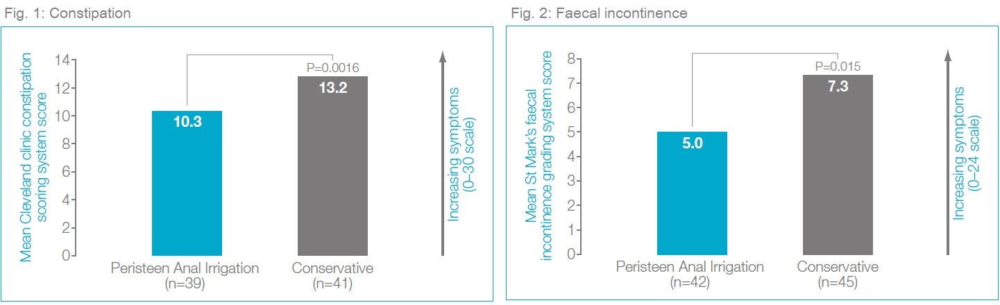 Fig. 1: Constipation
Mean Cleveland clinic constipation
scoring system score
14
12
10
8
6
4
2
0
P=0.0016
10.3
13.2
Peristeen Anal Irrigation
(n=39)
Conservative
(n=41)
Increasing symptoms
(0–30 scale)
Fig. 2: Faecal incontinence
Mean St Mark's faecal
incontinence grading system score
8
7
6
5
4
3
2
1
0
P=0.015
5.0
7.3
Peristeen Anal Irrigation
(n=42)
Conservative
(n=45)
Increasing symptoms
(0–24 scale)